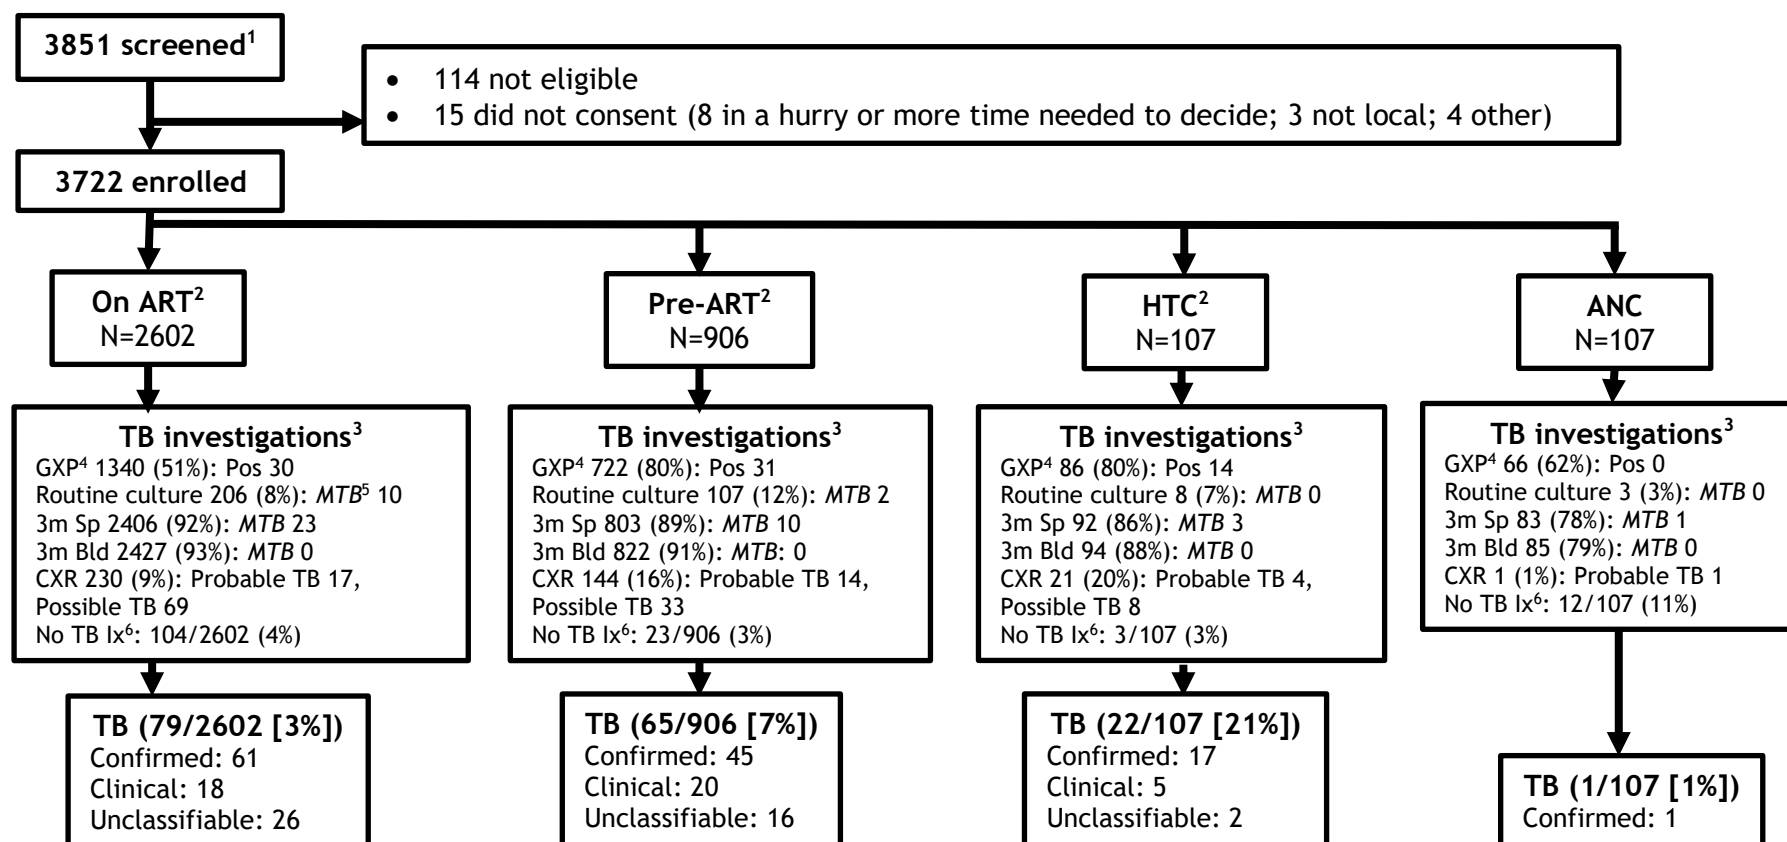 3851 screened¹
• 114 not eligible
• 15 did not consent (8 in a hurry or more time needed to decide; 3 not local; 4 other)
3722 enrolled
On ART²
N=2602
Pre-ART²
N=906
HTC²
N=107
ANC
N=107
TB investigations³
GXP⁴ 1340 (51%): Pos 30
Routine culture 206 (8%): MTB⁵ 10
3m Sp 2406 (92%): MTB 23
3m Bld 2427 (93%): MTB 0
CXR 230 (9%): Probable TB 17,
Possible TB 69
No TB Ix⁶: 104/2602 (4%)
TB investigations³
GXP⁴ 722 (80%): Pos 31
Routine culture 107 (12%): MTB 2
3m Sp 803 (89%): MTB 10
3m Bld 822 (91%): MTB: 0
CXR 144 (16%): Probable TB 14,
Possible TB 33
No TB Ix⁶: 23/906 (3%)
TB investigations³
GXP⁴ 86 (80%): Pos 14
Routine culture 8 (7%): MTB 0
3m Sp 92 (86%): MTB 3
3m Bld 94 (88%): MTB 0
CXR 21 (20%): Probable TB 4,
Possible TB 8
No TB Ix⁶: 3/107 (3%)
TB investigations³
GXP⁴ 66 (62%): Pos 0
Routine culture 3 (3%): MTB 0
3m Sp 83 (78%): MTB 1
3m Bld 85 (79%): MTB 0
CXR 1 (1%): Probable TB 1
No TB Ix⁶: 12/107 (11%)
TB (79/2602 [3%])
Confirmed: 61
Clinical: 18
Unclassifiable: 26
TB (65/906 [7%])
Confirmed: 45
Clinical: 20
Unclassifiable: 16
TB (22/107 [21%])
Confirmed: 17
Clinical: 5
Unclassifiable: 2
TB (1/107 [1%])
Confirmed: 1